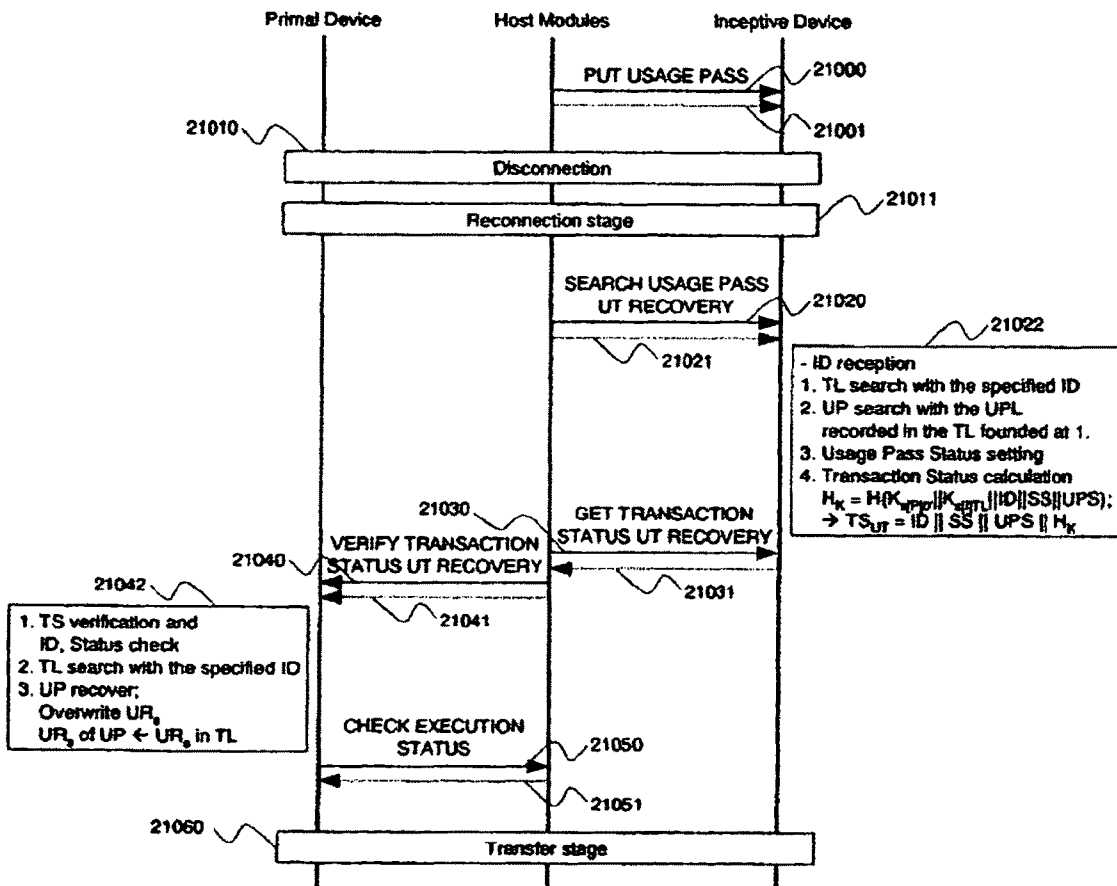 Primal Device
Host Modules
Inceptive Device
PUT USAGE PASS
21000
21001
21010
Disconnection
Reconnection stage
21011
SEARCH USAGE PASS
UT RECOVERY
21020
21021
21022
- ID reception
1. TL search with the specified ID
2. UP search with the UPL
recorded in the TL founded at 1.
3. Usage Pass Status setting
4. Transaction Status calculation
||ID||SS||UPS);
→ TS_UT = ID || SS || UPS || H_K
21030
GET TRANSACTION
STATUS UT RECOVERY
21031
VERIFY TRANSACTION
STATUS UT RECOVERY
21040
21041
21042
1. TS verification and
ID, Status check
2. TL search with the specified ID
3. UP recover;
Overwrite UR_s
UR_s of UP ← UR_s in TL
CHECK EXECUTION
STATUS
21050
21051
21060
Transfer stage